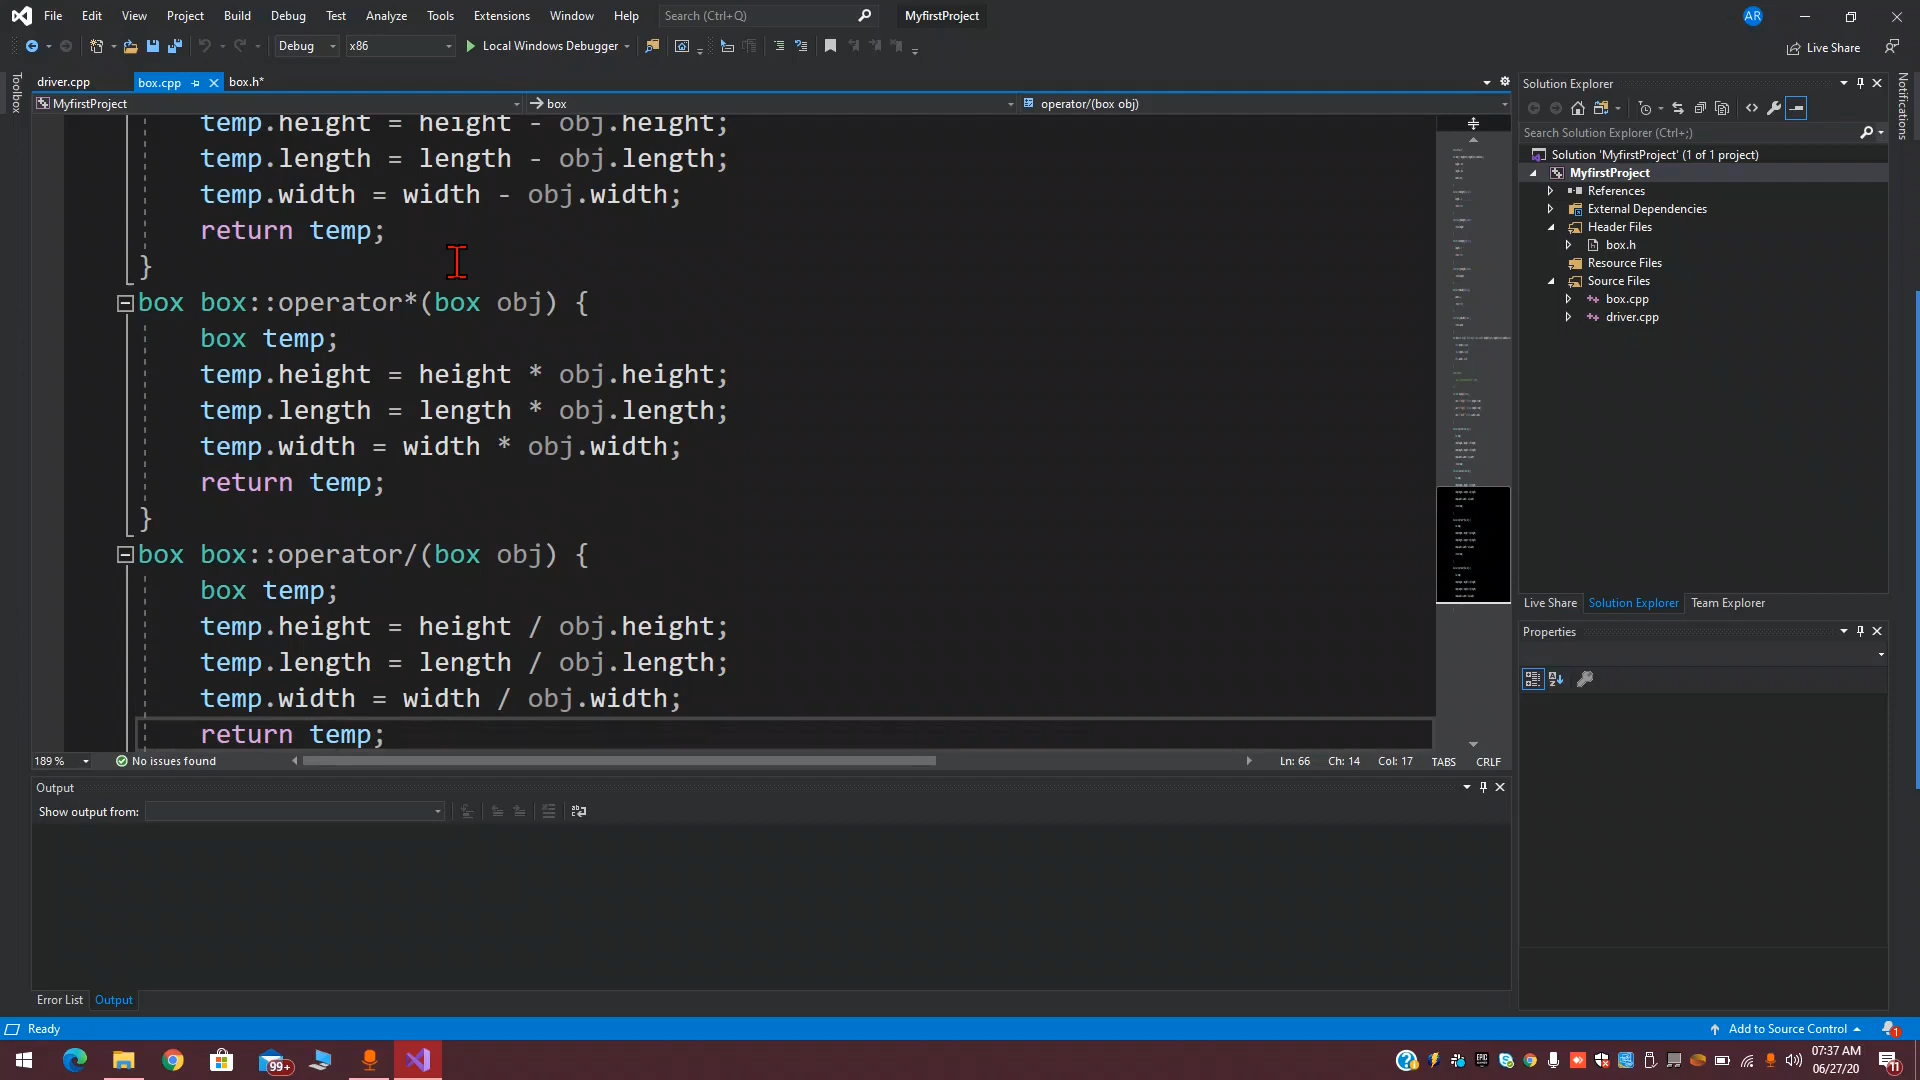 File Edit View Project Build Debug Test Analyze Tools Extensions Window Help Search (Ctrl+Q) MyfirstProject AR
Debug x86 Local Windows Debugger Live Share
Toolbox
driver.cpp box.cpp box.h*
MyfirstProject box operator/(box obj)
temp.height = height - obj.height;
temp.length = length - obj.length;
temp.width = width - obj.width;
return temp;
}
box box::operator*(box obj) {
box temp;
temp.height = height * obj.height;
temp.length = length * obj.length;
temp.width = width * obj.width;
return temp;
}
box box::operator/(box obj) {
box temp;
temp.height = height / obj.height;
temp.length = length / obj.length;
temp.width = width / obj.width;
return temp;
189 % No issues found Ln: 66 Ch: 14 Col: 17 TABS CRLF
Output
Show output from:
Error List Output
Solution Explorer
Search Solution Explorer (Ctrl+;)
Solution 'MyfirstProject' (1 of 1 project)
MyfirstProject
References
External Dependencies
Header Files
box.h
Resource Files
Source Files
box.cpp
driver.cpp
Live Share Solution Explorer Team Explorer
Properties
Notifications
Ready Add to Source Control 1
99+
07:37 AM
06/27/20
11